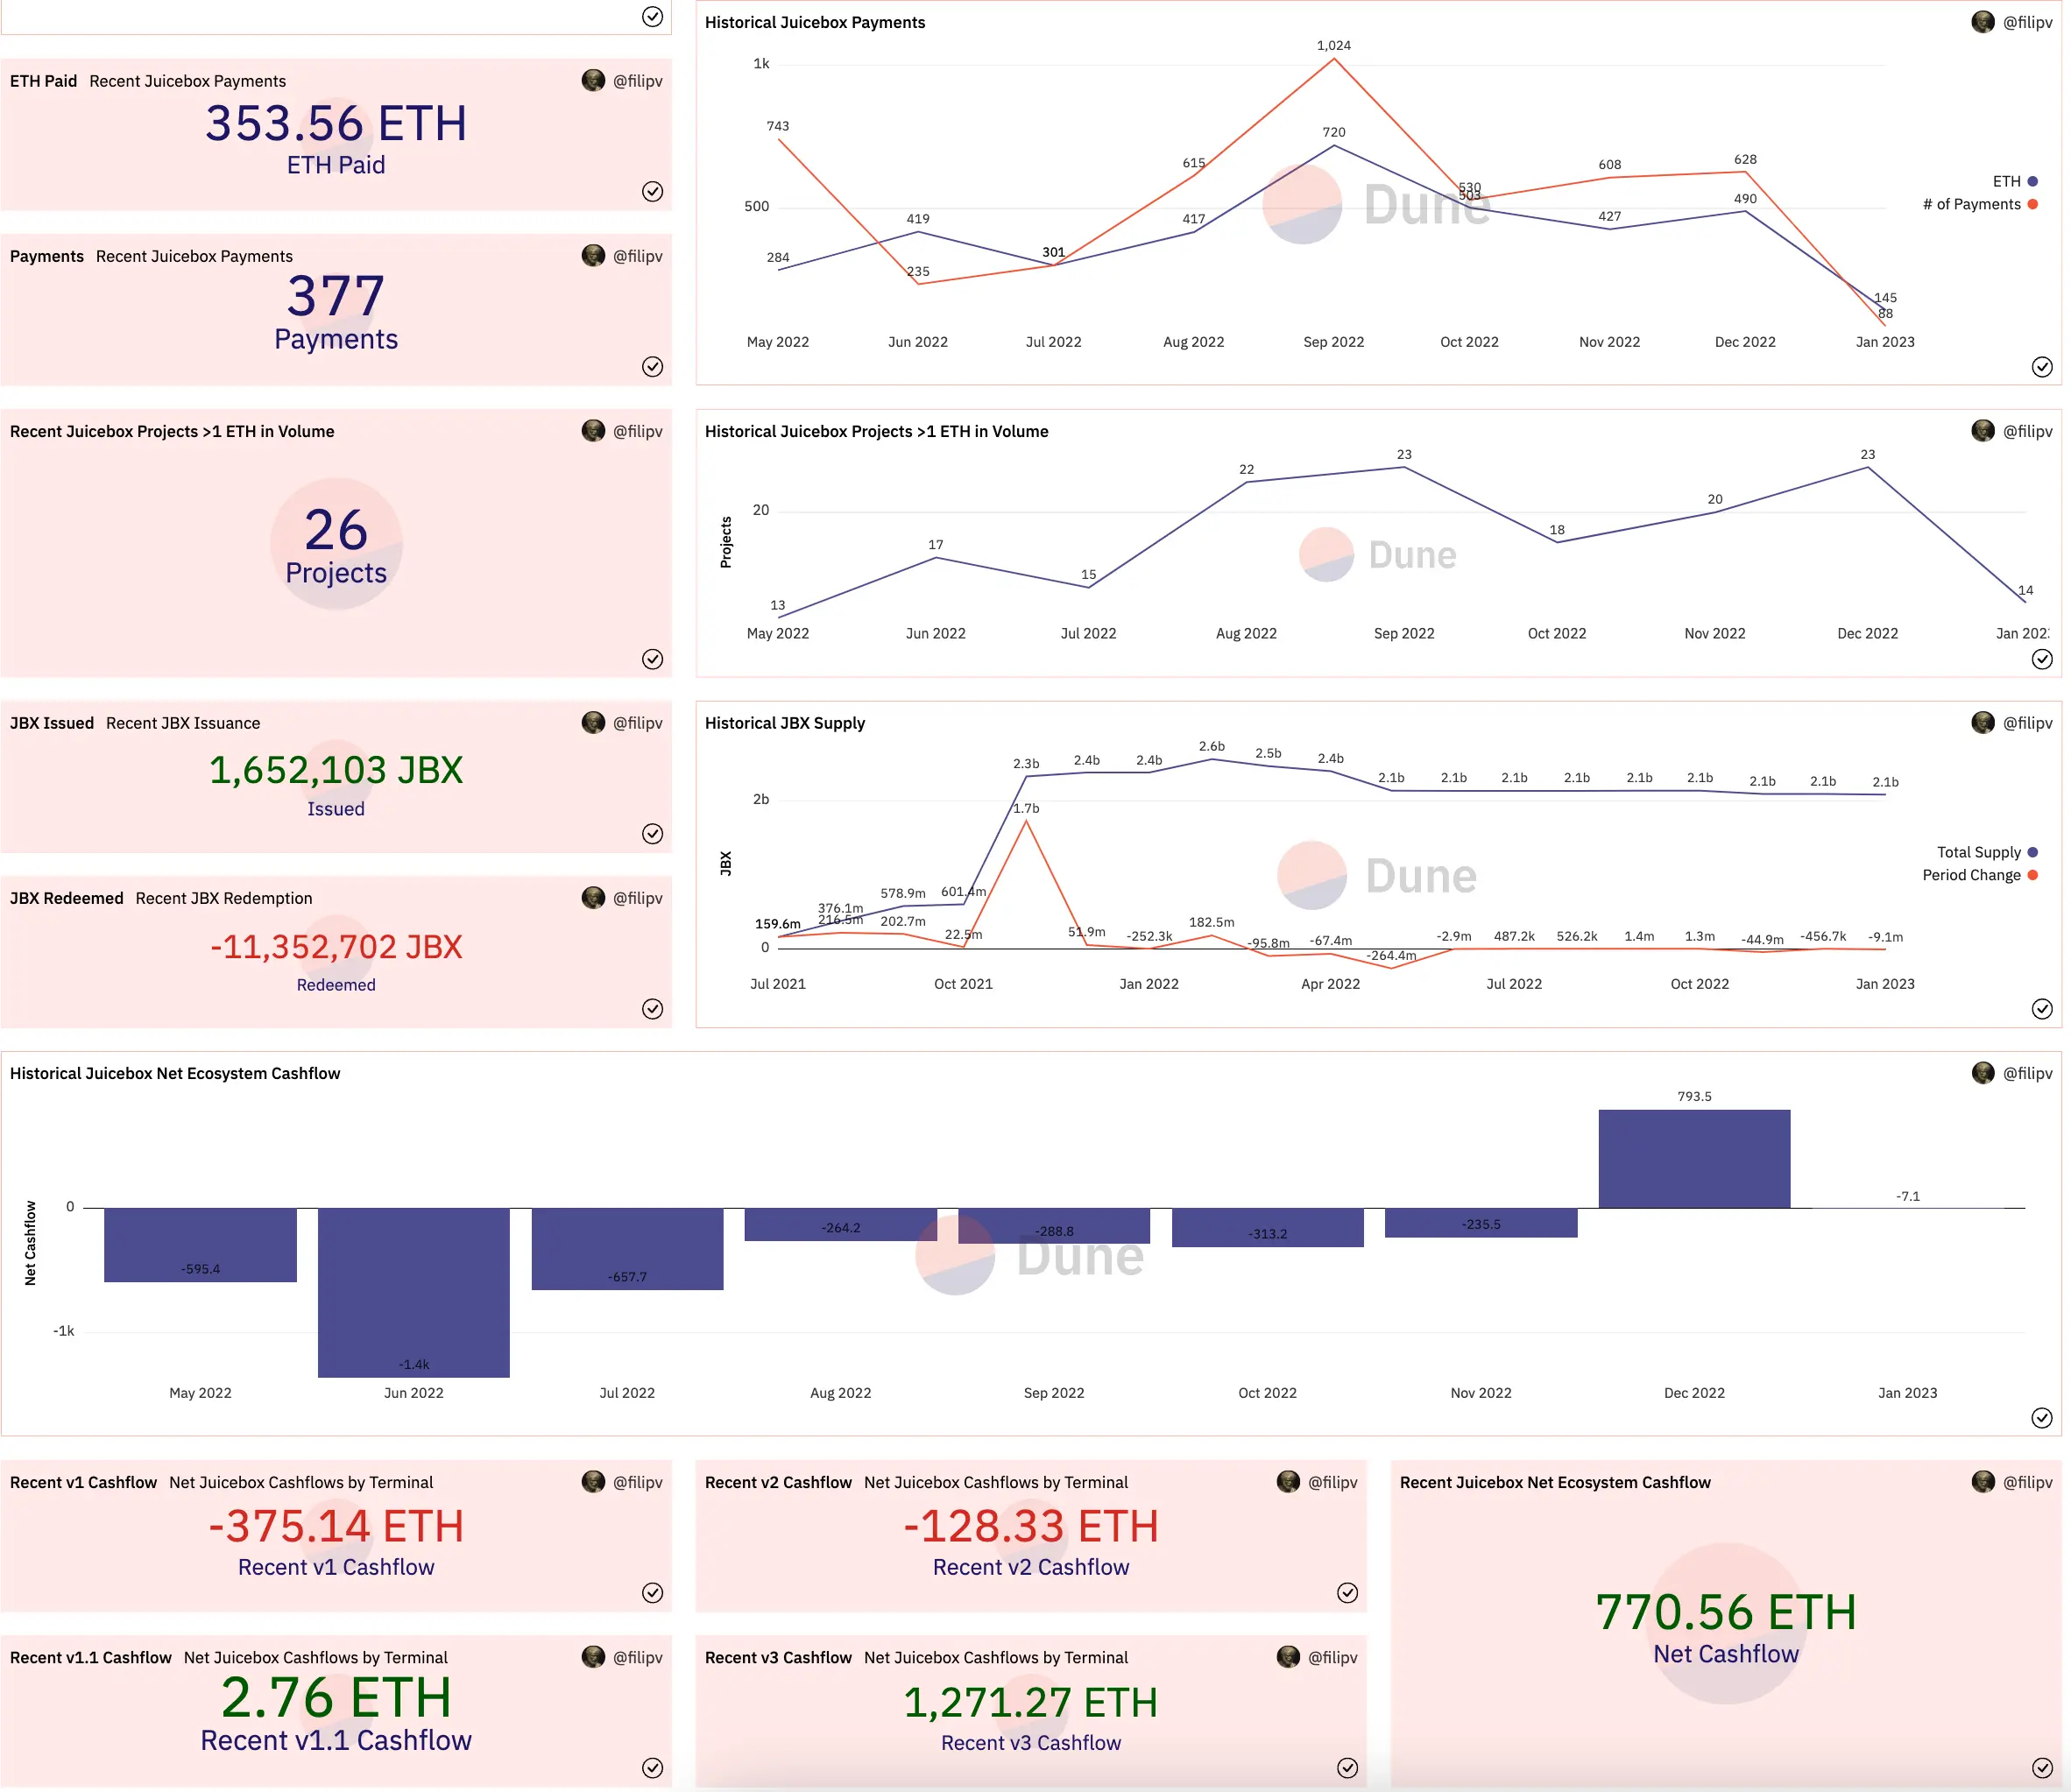 ETH Paid Recent Juicebox Payments @filipv
353.56 ETH
ETH Paid
Payments Recent Juicebox Payments @filipv
377
Payments
Historical Juicebox Payments @filipv
1k
500
1,024
743
720
615
628
608
530
503
490
419
417
427
301
284
235
145
88
Dune
ETH
# of Payments
May 2022 Jun 2022 Jul 2022 Aug 2022 Sep 2022 Oct 2022 Nov 2022 Dec 2022 Jan 2023
Recent Juicebox Projects >1 ETH in Volume @filipv
26
Projects
Historical Juicebox Projects >1 ETH in Volume @filipv
Projects
20
13 17 15 22 23 18 20 23 14
Dune
May 2022 Jun 2022 Jul 2022 Aug 2022 Sep 2022 Oct 2022 Nov 2022 Dec 2022 Jan 202
JBX Issued Recent JBX Issuance @filipv
1,652,103 JBX
Issued
JBX Redeemed Recent JBX Redemption @filipv
-11,352,702 JBX
Redeemed
Historical JBX Supply @filipv
JBX
2b
0
159.6m 376.1m 578.9m 601.4m 2.3b 2.4b 2.4b 2.6b 2.5b 2.4b 2.1b 2.1b 2.1b 2.1b 2.1b 2.1b 2.1b 2.1b 2.1b
216.5m 202.7m 22.5m 1.7b 51.9m -252.3k 182.5m -95.8m -67.4m -264.4m -2.9m 487.2k 526.2k 1.4m 1.3m -44.9m -456.7k -9.1m
Dune
Total Supply
Period Change
Jul 2021 Oct 2021 Jan 2022 Apr 2022 Jul 2022 Oct 2022 Jan 2023
Historical Juicebox Net Ecosystem Cashflow @filipv
Net Cashflow
0
-1k
-595.4 -1.4k -657.7 -264.2 -288.8 -313.2 -235.5 793.5 -7.1
Dune
May 2022 Jun 2022 Jul 2022 Aug 2022 Sep 2022 Oct 2022 Nov 2022 Dec 2022 Jan 2023
Recent v1 Cashflow Net Juicebox Cashflows by Terminal @filipv
-375.14 ETH
Recent v1 Cashflow
Recent v2 Cashflow Net Juicebox Cashflows by Terminal @filipv
-128.33 ETH
Recent v2 Cashflow
Recent Juicebox Net Ecosystem Cashflow @filipv
770.56 ETH
Net Cashflow
Recent v1.1 Cashflow Net Juicebox Cashflows by Terminal @filipv
2.76 ETH
Recent v1.1 Cashflow
Recent v3 Cashflow Net Juicebox Cashflows by Terminal @filipv
1,271.27 ETH
Recent v3 Cashflow